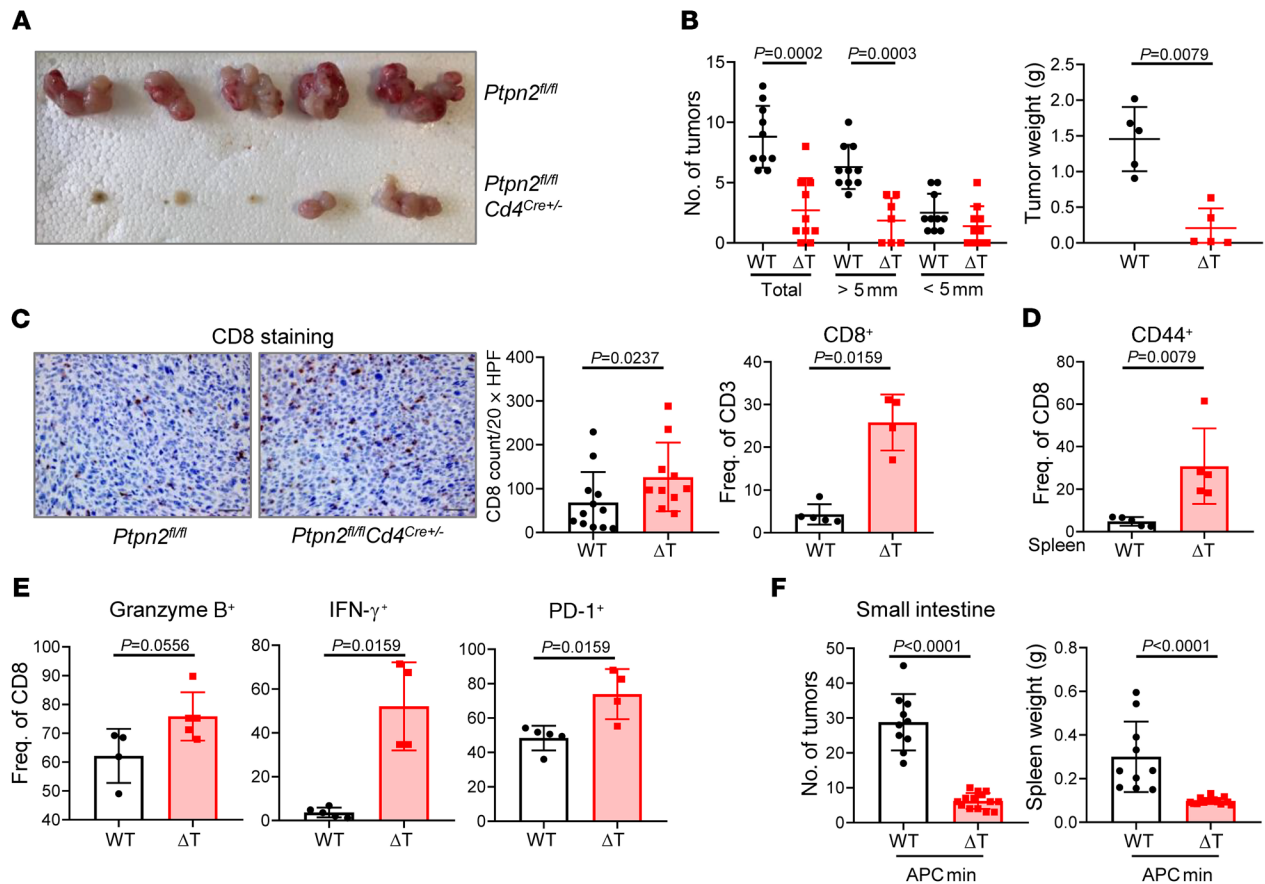 A
Ptpn2fl/fl
Ptpn2fl/fl
Cd4Cre+/-
B
P=0.0002
P=0.0003
15
10
5
0
No. of tumors
WT
ΔT
WT
ΔT
WT
ΔT
Total
> 5 mm
< 5 mm
P=0.0079
2.5
2.0
1.5
1.0
0.5
0.0
Tumor weight (g)
WT
ΔT
C
CD8 staining
Ptpn2fl/fl
Ptpn2fl/flCd4Cre+/-
P=0.0237
400
300
200
100
0
CD8 count/20 × HPF
WT
ΔT
CD8+
P=0.0159
40
30
20
10
0
Freq. of CD3
WT
ΔT
D
CD44+
P=0.0079
80
60
40
20
0
Freq. of CD8
Spleen
WT
ΔT
E
Granzyme B+
P=0.0556
100
90
80
70
60
50
40
Freq. of CD8
WT
ΔT
IFN-γ+
P=0.0159
80
60
40
20
0
WT
ΔT
PD-1+
P=0.0159
100
80
60
40
20
0
WT
ΔT
F
Small intestine
P<0.0001
50
40
30
20
10
0
No. of tumors
WT
ΔT
APC min
P<0.0001
0.8
0.6
0.4
0.2
0.0
Spleen weight (g)
WT
ΔT
APC min